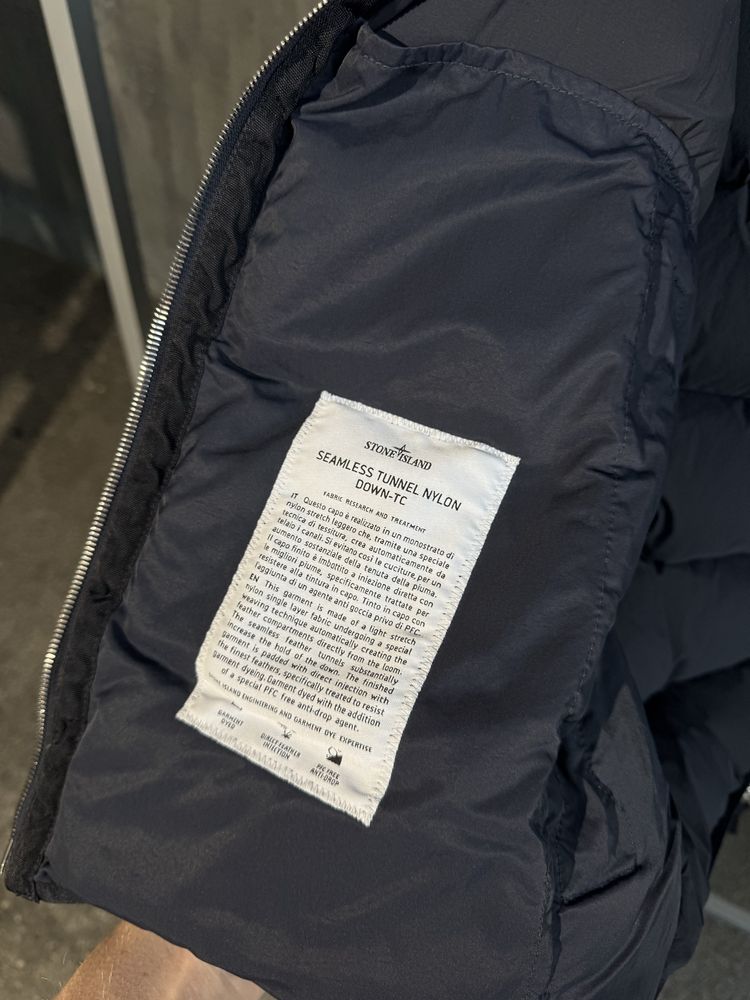 STONE ISLAND
SEAMLESS TUNNEL NYLON
DOWN-TC
FABRIC RESEARCH AND TREATMENT
IT Questo capo è realizzato in un monostrato di
nylon stretch leggero che, tramite una speciale
tecnica di tessitura, crea automaticamente da
telaio i canali. Si evitano così le cuciture, per un
aumento sostanziale della tenuta della piuma.
Il capo finito è imbottito a iniezione diretta con
le migliori piume, specificamente trattate per
resistere alla tintura in capo. Tinto in capo con
l'aggiunta di un agente anti goccia privo di PFC.
EN This garment is made of a light stretch
nylon single layer fabric undergoing a special
weaving technique automatically creating the
feather compartments directly from the loom.
The seamless feather tunnels substantially
increase the hold of the down. The finished
garment is padded with direct injection with
the finest feathers, specifically treated to resist
garment dyeing. Garment dyed with the addition
of a special PFC free anti-drop agent.
ISLAND ENGINEERING AND GARMENT DYE EXPERTISE
GARMENT
DYED
DIRECT FEATHER
INJECTION
PFC FREE
ANTI-DROP